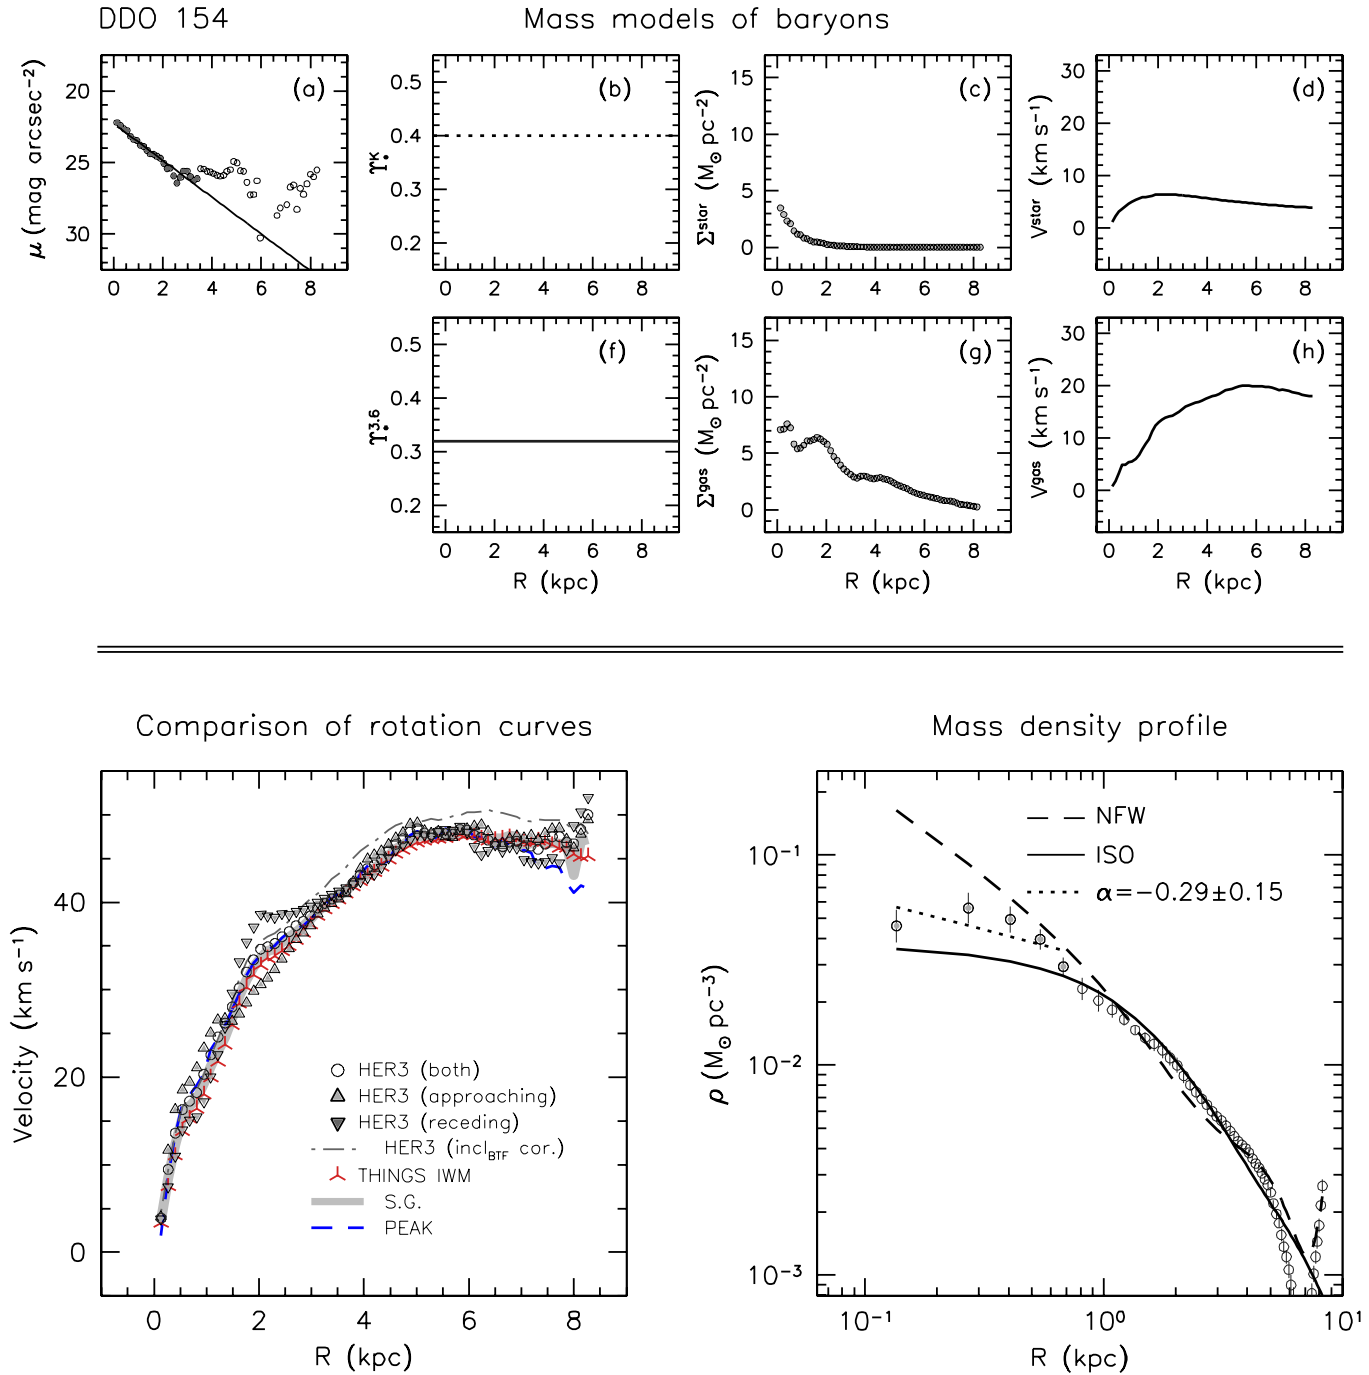 DDO 154 Mass models of baryons
(a) (b) (c) (d)
μ (mag arcsec−2)
20
25
30
0 2 4 6 8
ϒ⋆K
0.5
0.4
0.3
0.2
0 2 4 6 8
Σstar (M⊙ pc−2)
15
10
5
0
0 2 4 6 8
Vstar (km s−1)
30
20
10
0
0 2 4 6 8
(f) (g) (h)
ϒ⋆3.6
0.5
0.4
0.3
0.2
0 2 4 6 8
R (kpc)
Σgas (M⊙ pc−2)
15
10
5
0
0 2 4 6 8
R (kpc)
Vgas (km s−1)
30
20
10
0
0 2 4 6 8
R (kpc)
Comparison of rotation curves
Velocity (km s−1)
40
20
0
HER3 (both)
HER3 (approaching)
HER3 (receding)
HER3 (inclBTF cor.)
THINGS IWM
S.G.
PEAK
0 2 4 6 8
R (kpc)
Mass density profile
NFW
ISO
α=−0.29±0.15
ρ (M⊙ pc−3)
10−1
10−2
10−3
10−1 100 101
R (kpc)